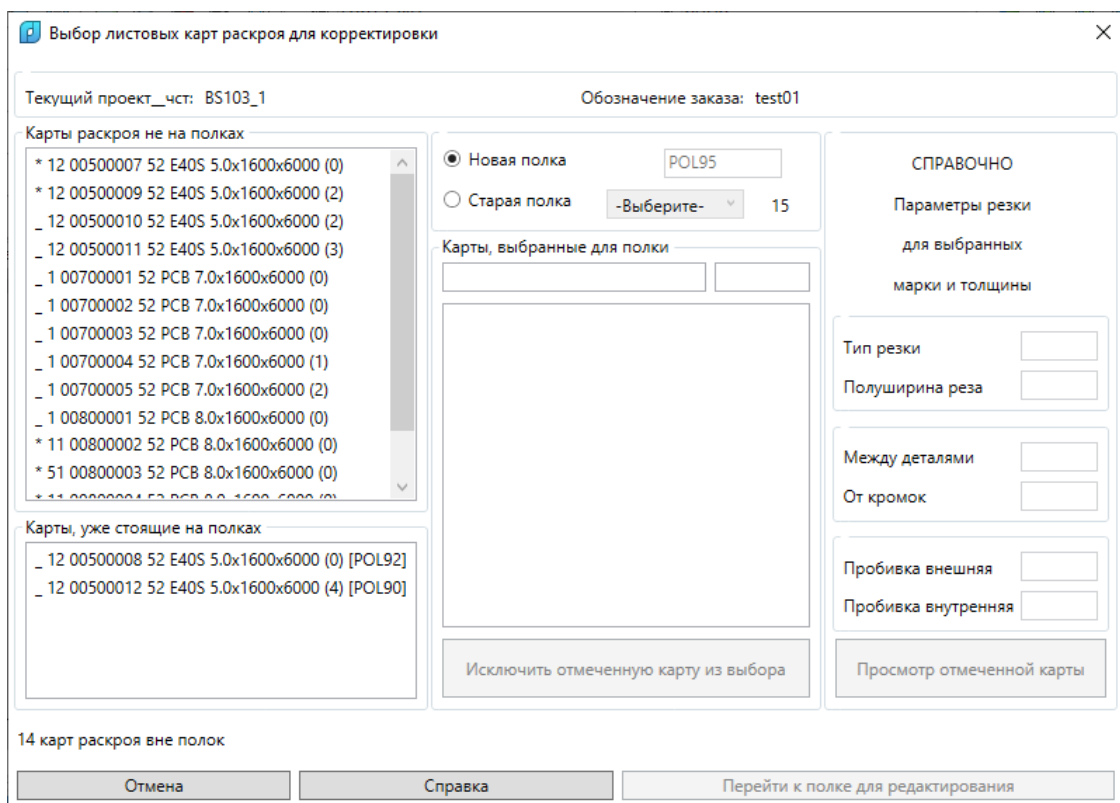 Выбор листовых карт раскроя для корректировки
Текущий проект__чст: BS103_1
Обозначение заказа: test01
Карты раскроя не на полках
* 12 00500007 52 E40S 5.0x1600x6000 (0)
* 12 00500009 52 E40S 5.0x1600x6000 (2)
_ 12 00500010 52 E40S 5.0x1600x6000 (2)
_ 12 00500011 52 E40S 5.0x1600x6000 (3)
_ 1 00700001 52 PCB 7.0x1600x6000 (0)
_ 1 00700002 52 PCB 7.0x1600x6000 (0)
_ 1 00700003 52 PCB 7.0x1600x6000 (0)
_ 1 00700004 52 PCB 7.0x1600x6000 (1)
_ 1 00700005 52 PCB 7.0x1600x6000 (2)
_ 1 00800001 52 PCB 8.0x1600x6000 (0)
* 11 00800002 52 PCB 8.0x1600x6000 (0)
* 51 00800003 52 PCB 8.0x1600x6000 (0)
Карты, уже стоящие на полках
_ 12 00500008 52 E40S 5.0x1600x6000 (0) [POL92]
_ 12 00500012 52 E40S 5.0x1600x6000 (4) [POL90]
Новая полка
POL95
Старая полка
-Выберите-
15
Карты, выбранные для полки
Исключить отмеченную карту из выбора
СПРАВОЧНО
Параметры резки
для выбранных
марки и толщины
Тип резки
Полуширина реза
Между деталями
От кромок
Пробивка внешняя
Пробивка внутренняя
Просмотр отмеченной карты
14 карт раскроя вне полок
Отмена
Справка
Перейти к полке для редактирования